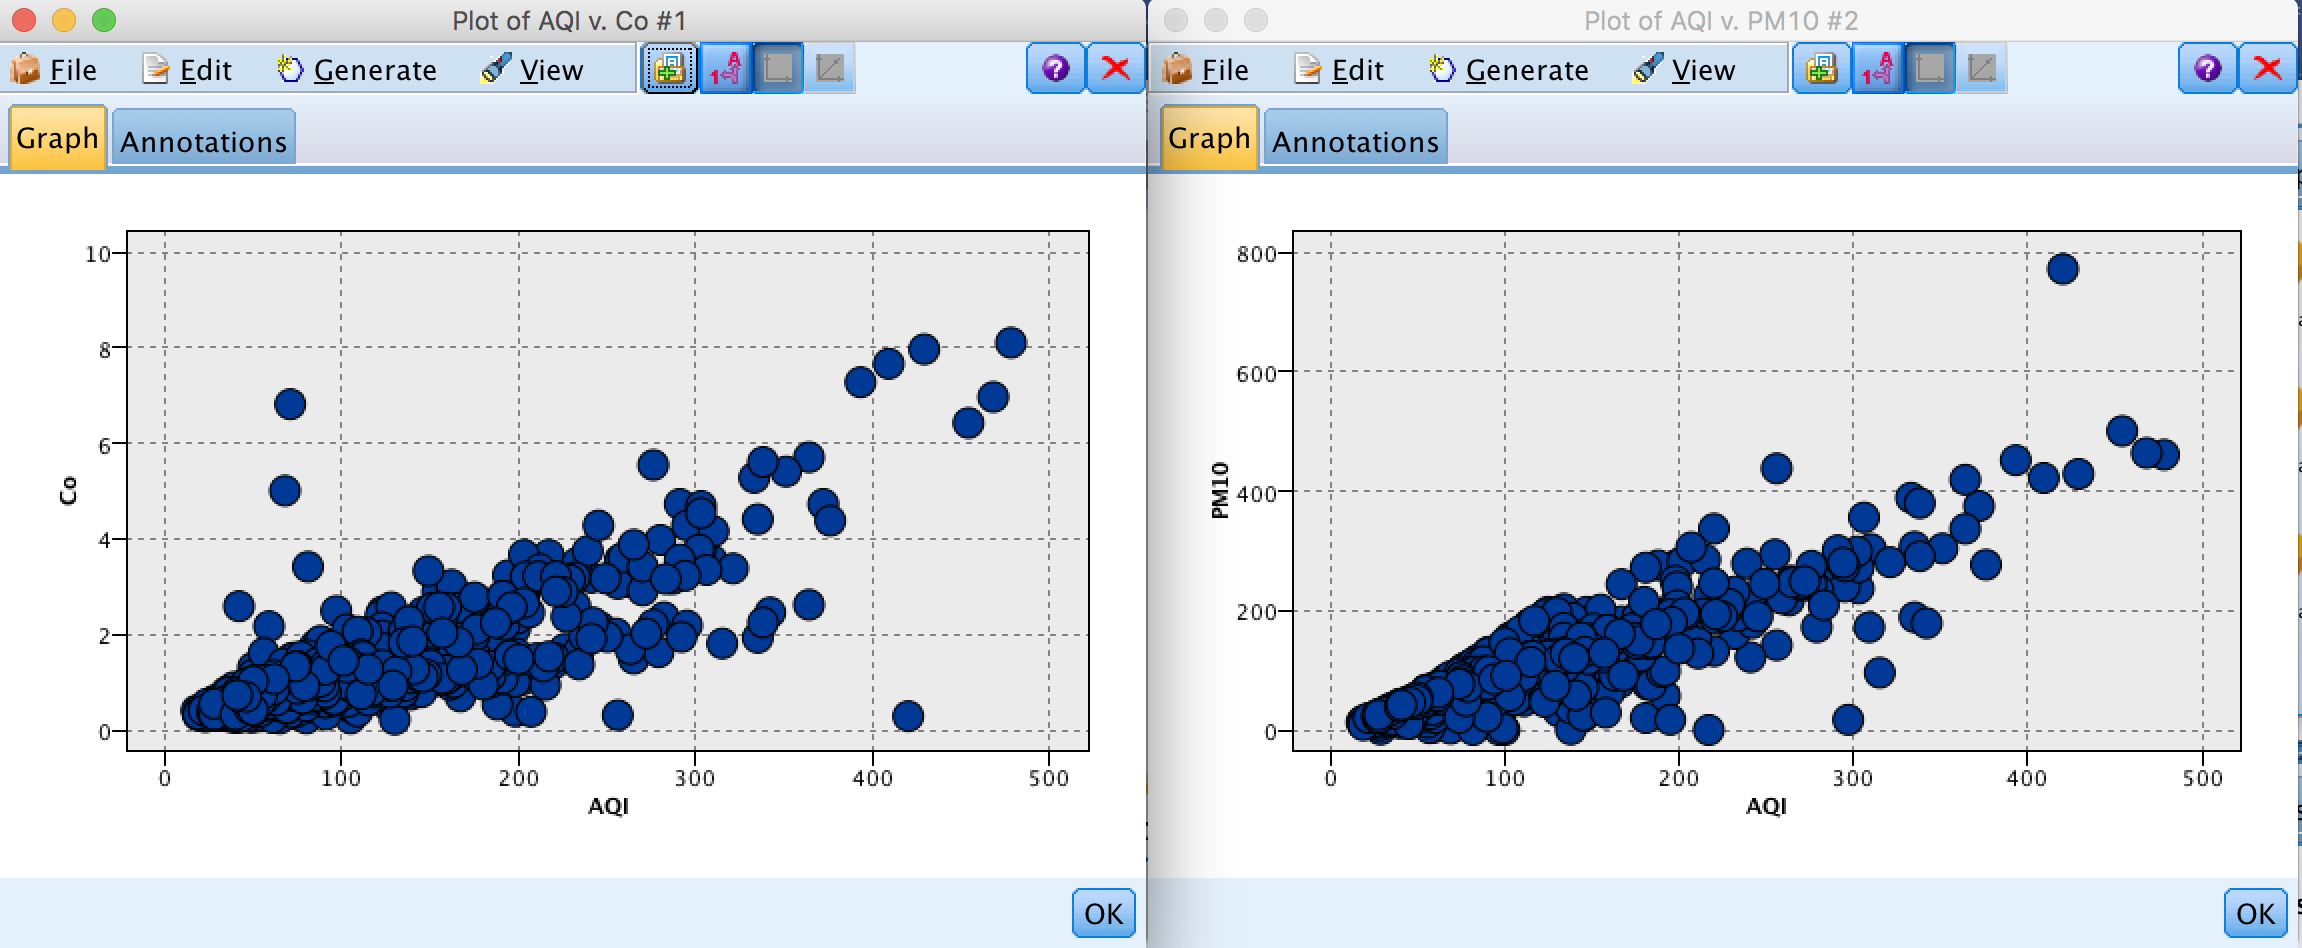 Plot of AQI v. Co #1
File Edit Generate View
Graph Annotations
10
8
6
4
2
0
Co
0 100 200 300 400 500
AQI
OK
Plot of AQI v. PM10 #2
File Edit Generate View
Graph Annotations
800
600
400
200
0
PM10
0 100 200 300 400 500
AQI
OK